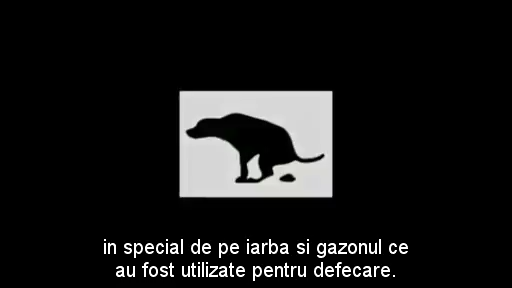 in special de pe iarba si gazonul ce
au fost utilizate pentru defecare.